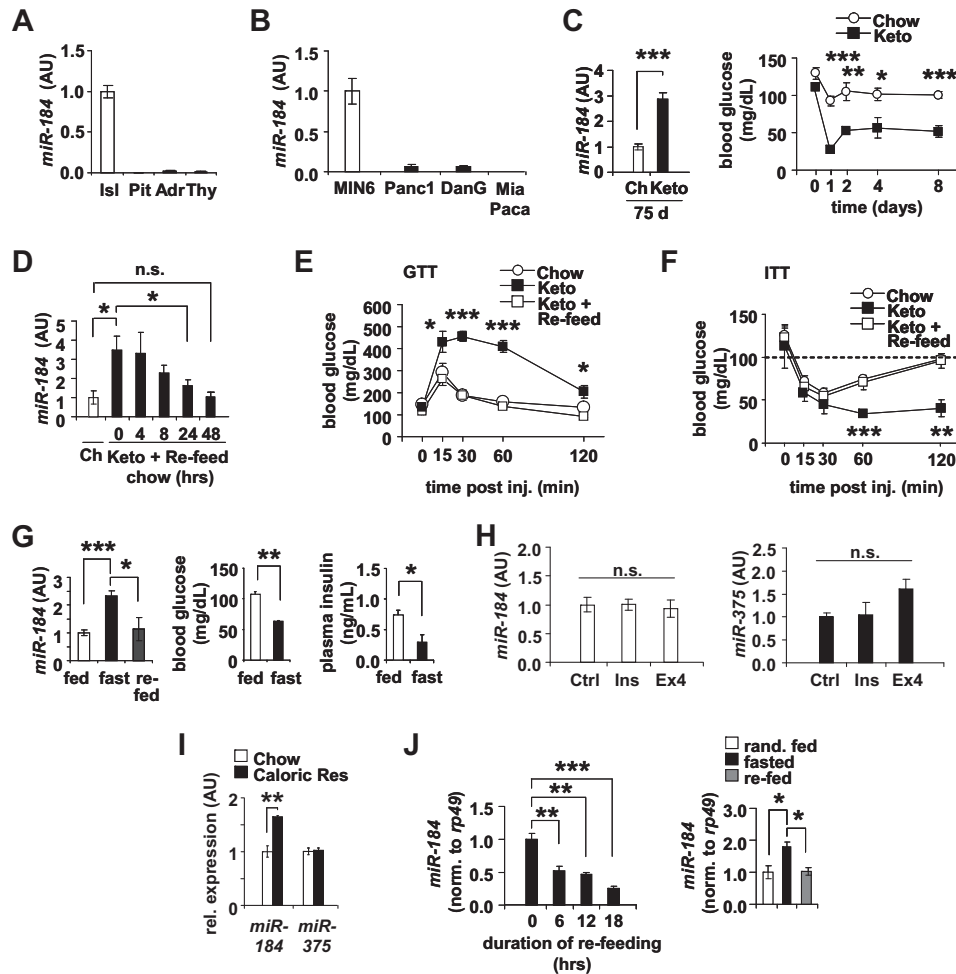 A
miR-184 (AU)
1.5
1.0
0.5
0.0
Isl Pit Adr Thy
B
miR-184 (AU)
1.5
1.0
0.5
0.0
MIN6 Panc1 DanG Mia
Paca
C
miR-184 (AU)
***
4
3
2
1
0
Ch Keto
75 d
Chow
Keto
blood glucose
(mg/dL)
150
100
50
0
***
**
*
***
0 1 2 4 8
time (days)
D
n.s.
*
*
miR-184 (AU)
5
4
3
2
1
0
0 4 8 24 48
Ch Keto + Re-feed
chow (hrs)
E
GTT
Chow
Keto
Keto +
Re-feed
blood glucose
(mg/dL)
600
500
400
300
200
100
0
*
***
***
*
0 15 30 60 120
time post inj. (min)
F
ITT
Chow
Keto
Keto +
Re-feed
blood glucose
(mg/dL)
150
100
50
0
***
**
0 15 30 60 120
time post inj. (min)
G
***
*
miR-184 (AU)
3
2
1
0
fed fast re-
fed
**
blood glucose
(mg/dL)
150
100
50
0
fed fast
*
plasma insulin
(ng/mL)
1.5
1.0
0.5
0.0
fed fast
H
n.s.
miR-184 (AU)
2.0
1.5
1.0
0.5
0.0
Ctrl Ins Ex4
n.s.
miR-375 (AU)
2.5
2.0
1.5
1.0
0.5
0.0
Ctrl Ins Ex4
I
Chow
Caloric Res
**
rel. expression (AU)
2
1
0
miR-
184
miR-
375
J
***
**
**
miR-184
(norm. to rp49)
1.5
1.0
0.5
0.0
0 6 12 18
duration of re-feeding
(hrs)
rand. fed
fasted
re-fed
*
*
miR-184
(norm. to rp49)
3.0
2.0
1.0
0.0